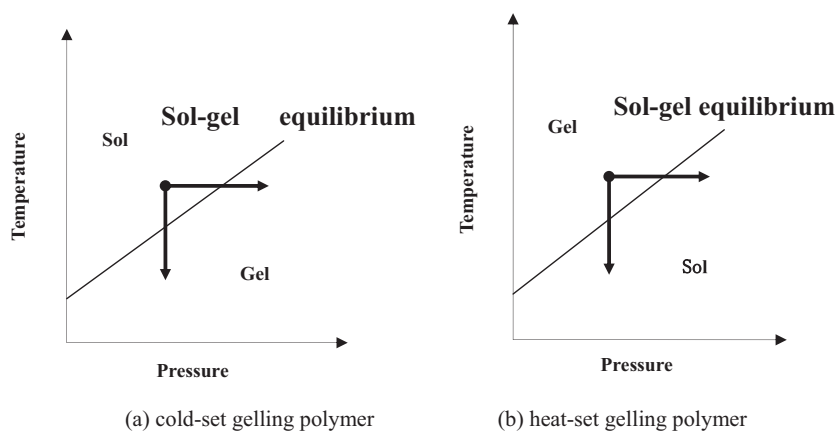 Temperature
Sol
Sol-gel equilibrium
Gel
Pressure
(a) cold-set gelling polymer
Temperature
Gel
Sol-gel equilibrium
Sol
Pressure
(b) heat-set gelling polymer